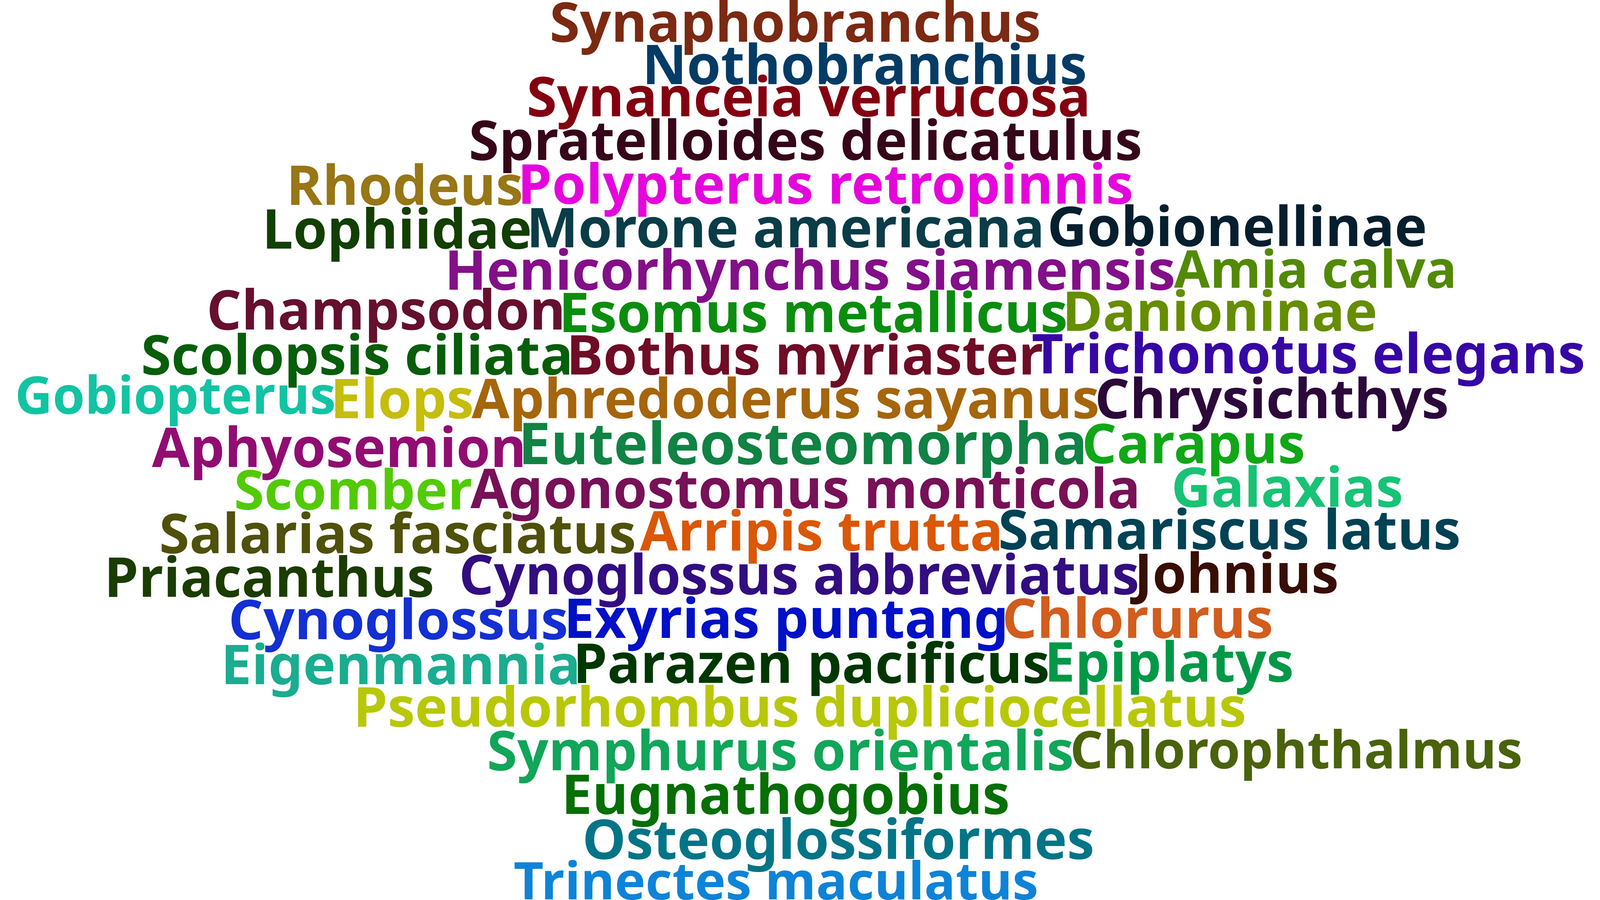 Synaphobranchus
Nothobranchius
Synanceia verrucosa
Spratelloides delicatulus
Rhodeus Polypterus retropinnis
Lophiidae Morone americana Gobionellinae
Henicorhynchus siamensis Amia calva
Champsodon Esomus metallicus Danioninae
Scolopsis ciliata Bothus myriaster Trichonotus elegans
Gobiopterus Elops Aphredoderus sayanus Chrysichthys
Aphyosemion Euteleosteomorpha Carapus
Scomber Agonostomus monticola Galaxias
Salarias fasciatus Arripis trutta Samariscus latus
Priacanthus Cynoglossus abbreviatus Johnius
Cynoglossus Exyrias puntang Chlorurus
Eigenmannia Parazen pacificus Epiplatys
Pseudorhombus dupliciocellatus
Symphurus orientalis Chlorophthalmus
Eugnathogobius
Osteoglossiformes
Trinectes maculatus